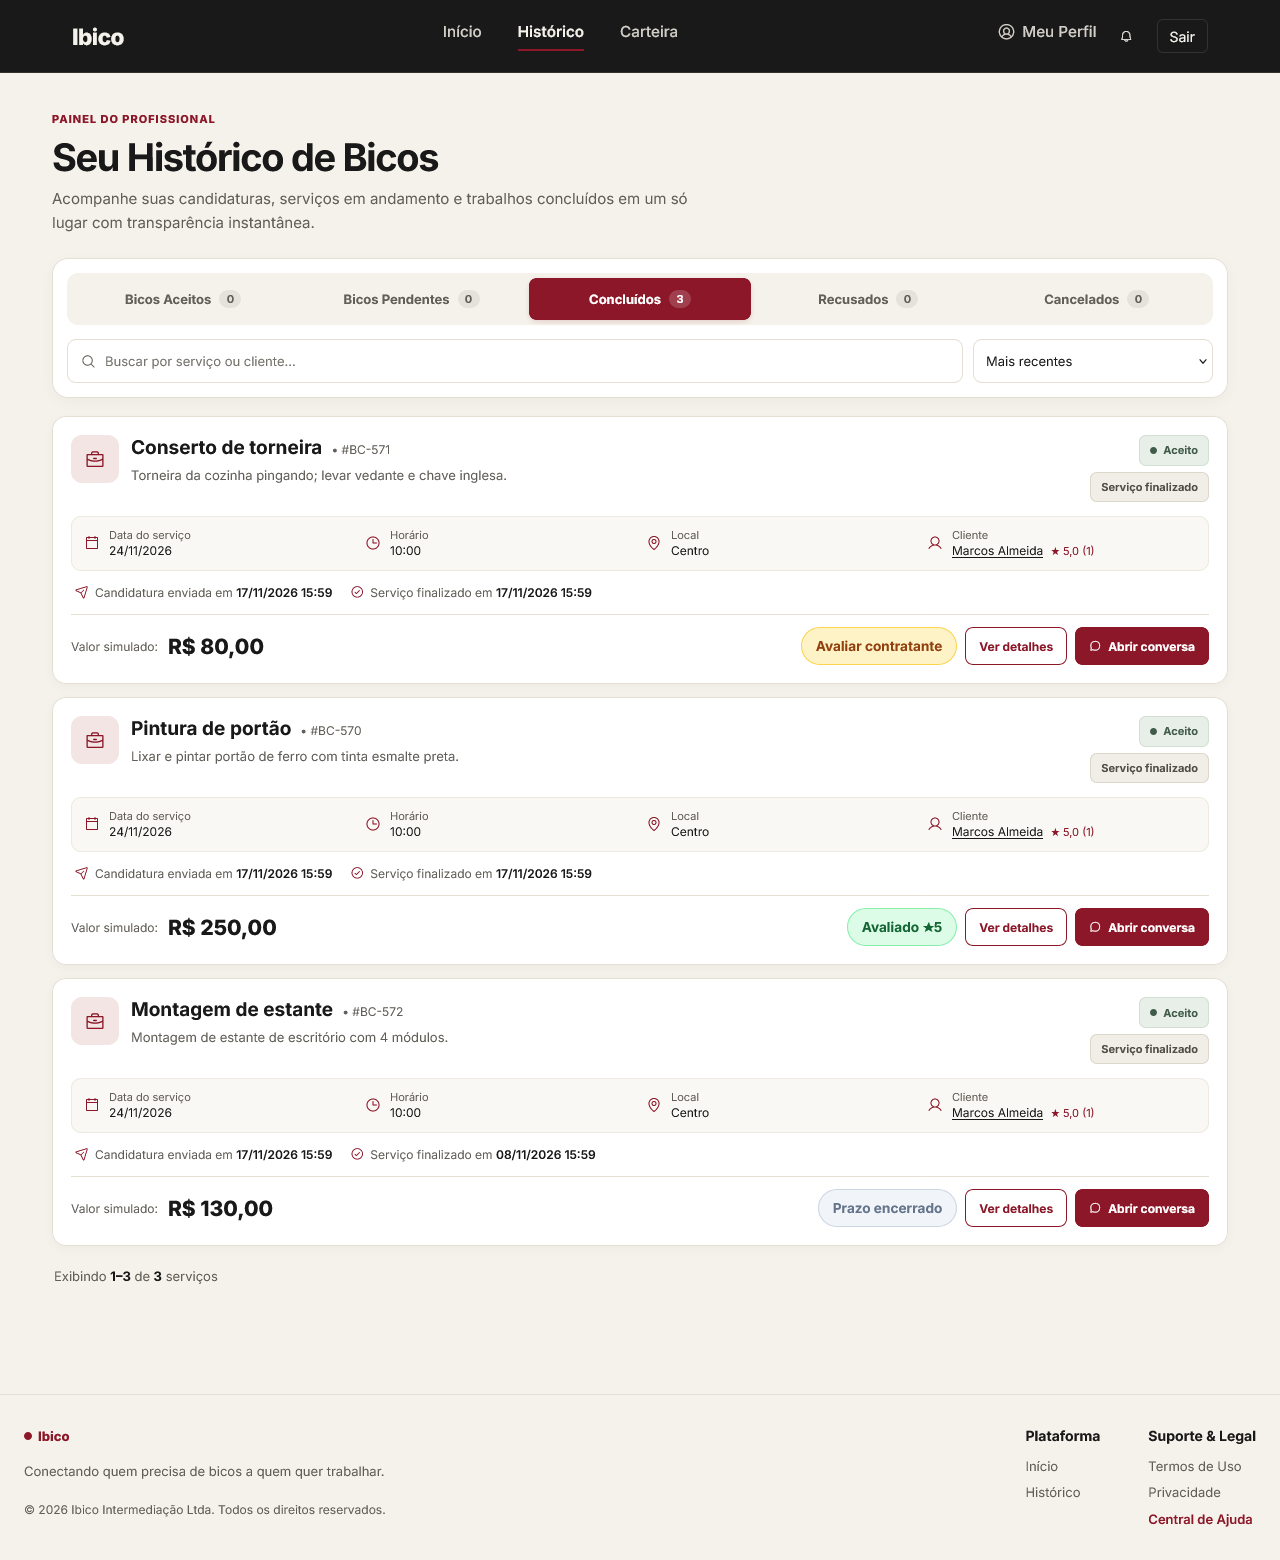 Ibico
Início
Histórico
Carteira
Meu Perfil
Sair
PAINEL DO PROFISSIONAL
Seu Histórico de Bicos
Acompanhe suas candidaturas, serviços em andamento e trabalhos concluídos em um só
lugar com transparência instantânea.
Bicos Aceitos 0
Bicos Pendentes 0
Concluídos 3
Recusados 0
Cancelados 0
Buscar por serviço ou cliente...
Mais recentes
Conserto de torneira • #BC-571
Torneira da cozinha pingando; levar vedante e chave inglesa.
Aceito
Serviço finalizado
Data do serviço
24/11/2026
Horário
10:00
Local
Centro
Cliente
Marcos Almeida ★ 5,0 (1)
Candidatura enviada em 17/11/2026 15:59
Serviço finalizado em 17/11/2026 15:59
Valor simulado: R$ 80,00
Avaliar contratante
Ver detalhes
Abrir conversa
Pintura de portão • #BC-570
Lixar e pintar portão de ferro com tinta esmalte preta.
Aceito
Serviço finalizado
Data do serviço
24/11/2026
Horário
10:00
Local
Centro
Cliente
Marcos Almeida ★ 5,0 (1)
Candidatura enviada em 17/11/2026 15:59
Serviço finalizado em 17/11/2026 15:59
Valor simulado: R$ 250,00
Avaliado ★5
Ver detalhes
Abrir conversa
Montagem de estante • #BC-572
Montagem de estante de escritório com 4 módulos.
Aceito
Serviço finalizado
Data do serviço
24/11/2026
Horário
10:00
Local
Centro
Cliente
Marcos Almeida ★ 5,0 (1)
Candidatura enviada em 17/11/2026 15:59
Serviço finalizado em 08/11/2026 15:59
Valor simulado: R$ 130,00
Prazo encerrado
Ver detalhes
Abrir conversa
Exibindo 1–3 de 3 serviços
Ibico
Conectando quem precisa de bicos a quem quer trabalhar.
© 2026 Ibico Intermediação Ltda. Todos os direitos reservados.
Plataforma
Início
Histórico
Suporte & Legal
Termos de Uso
Privacidade
Central de Ajuda